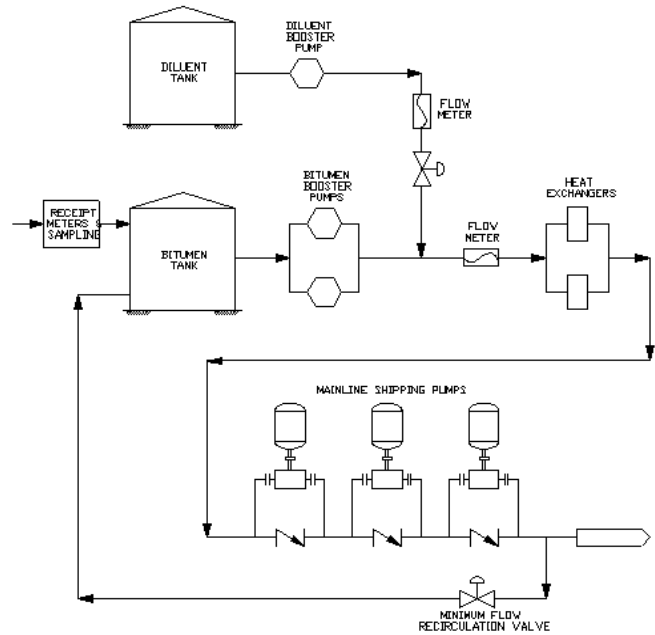 DILUENT
BOOSTER
PUMP
DILUENT
TANK
FLOW
METER
BITUMEN
BOOSTER
PUMPS
HEAT
EXCHANGERS
RECEIPT
METERS &
SAMPLING
FLOW
METER
BITUMEN
TANK
MAINLINE SHIPPING PUMPS
MINIMUM FLOW
RECIRCULATION VALVE